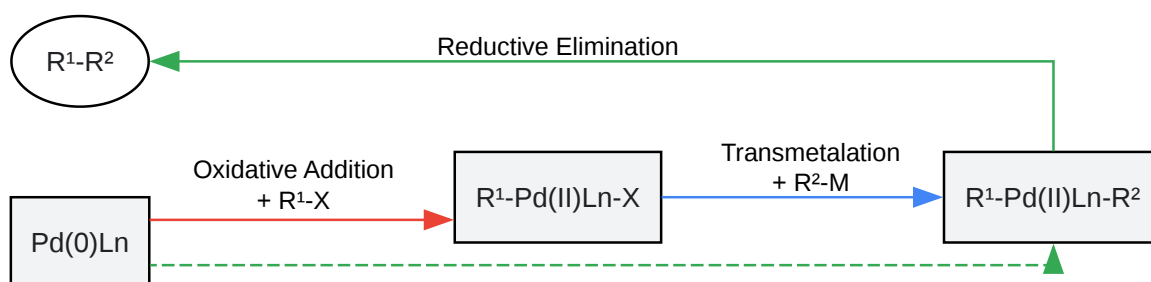 R¹-R²
Reductive Elimination
Oxidative Addition
+ R¹-X
Transmetalation
+ R²-M
Pd(0)Ln
R¹-Pd(II)Ln-X
R¹-Pd(II)Ln-R²